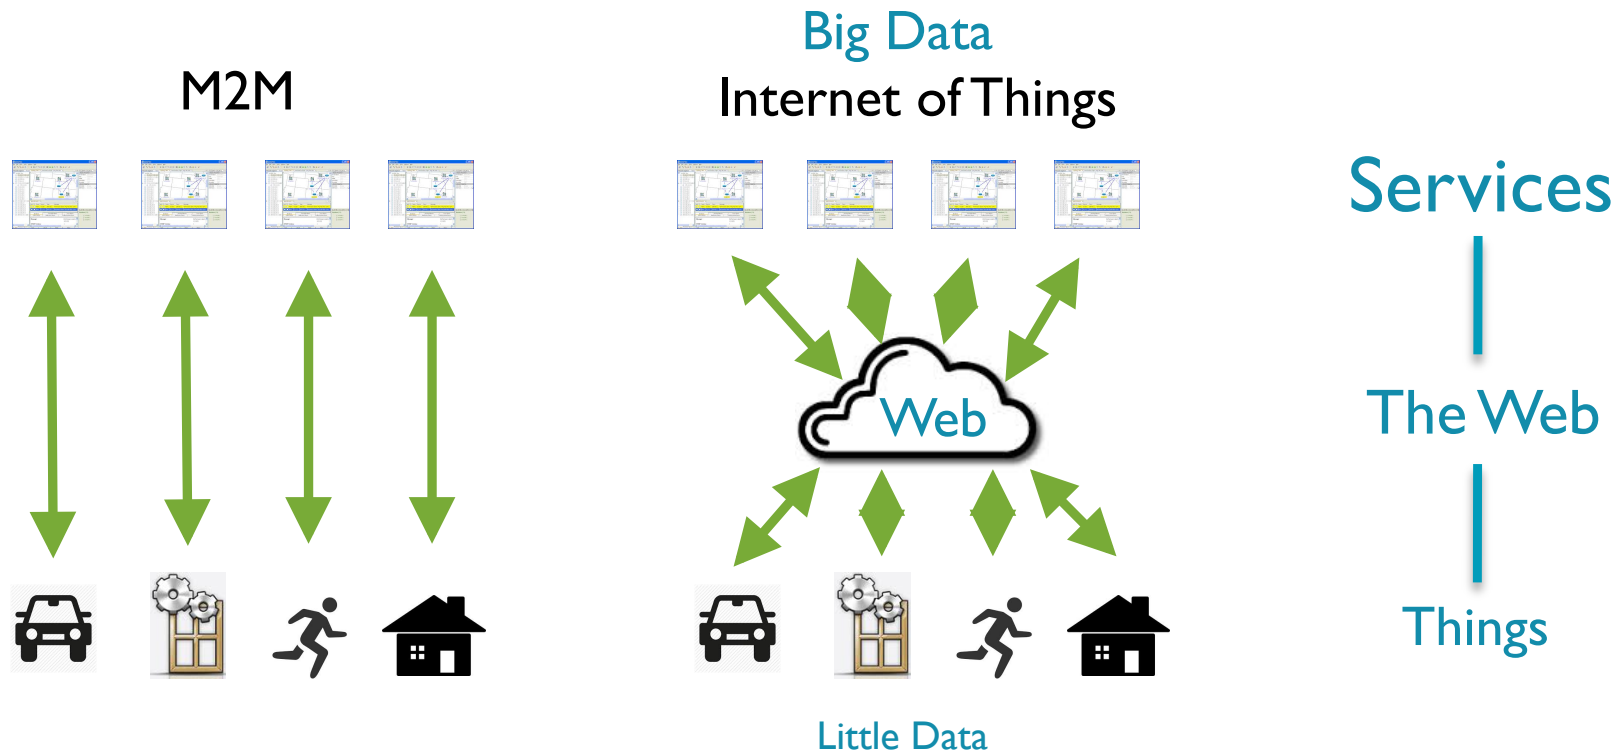 M2M
Big Data
Internet of Things
Web
Little Data
Services
The Web
Things